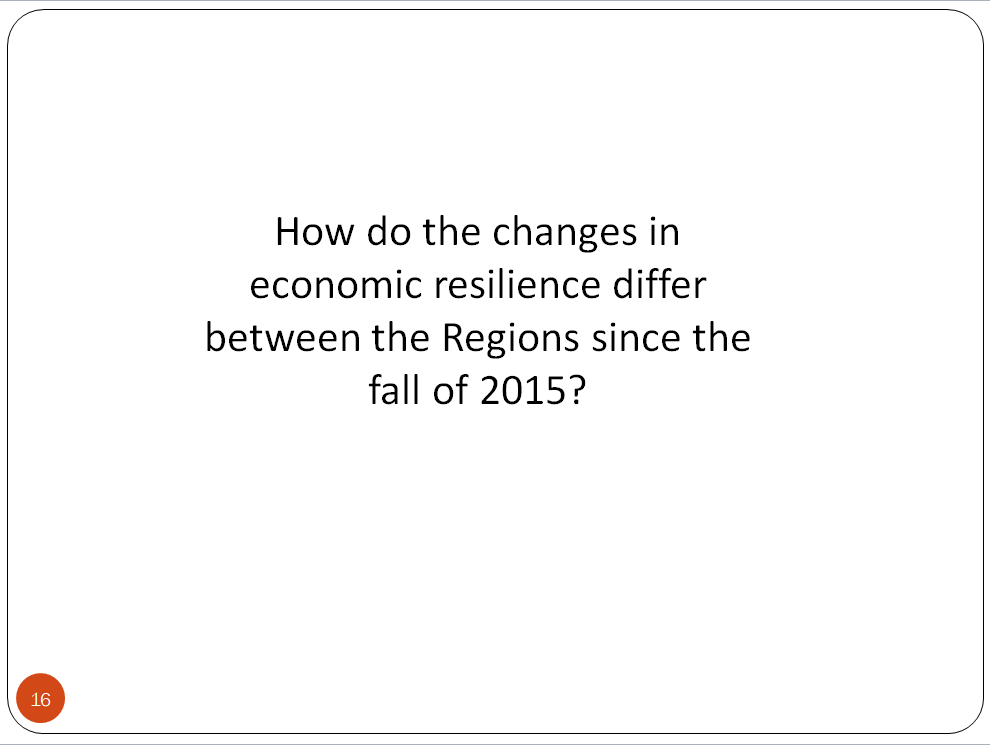 How do the changes in
economic resilience differ
between the Regions since the
fall of 2015?
16